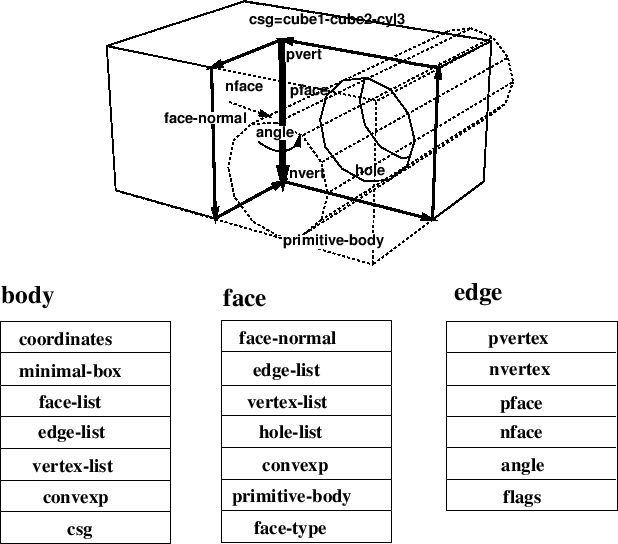 csg=cube1-cube2-cyl3
pvert
nface
pface
face-normal
angle
nvert
hole
primitive-body
body
coordinates
minimal-box
face-list
edge-list
vertex-list
convexp
csg
face
face-normal
edge-list
vertex-list
hole-list
convexp
primitive-body
face-type
edge
pvertex
nvertex
pface
nface
angle
flags